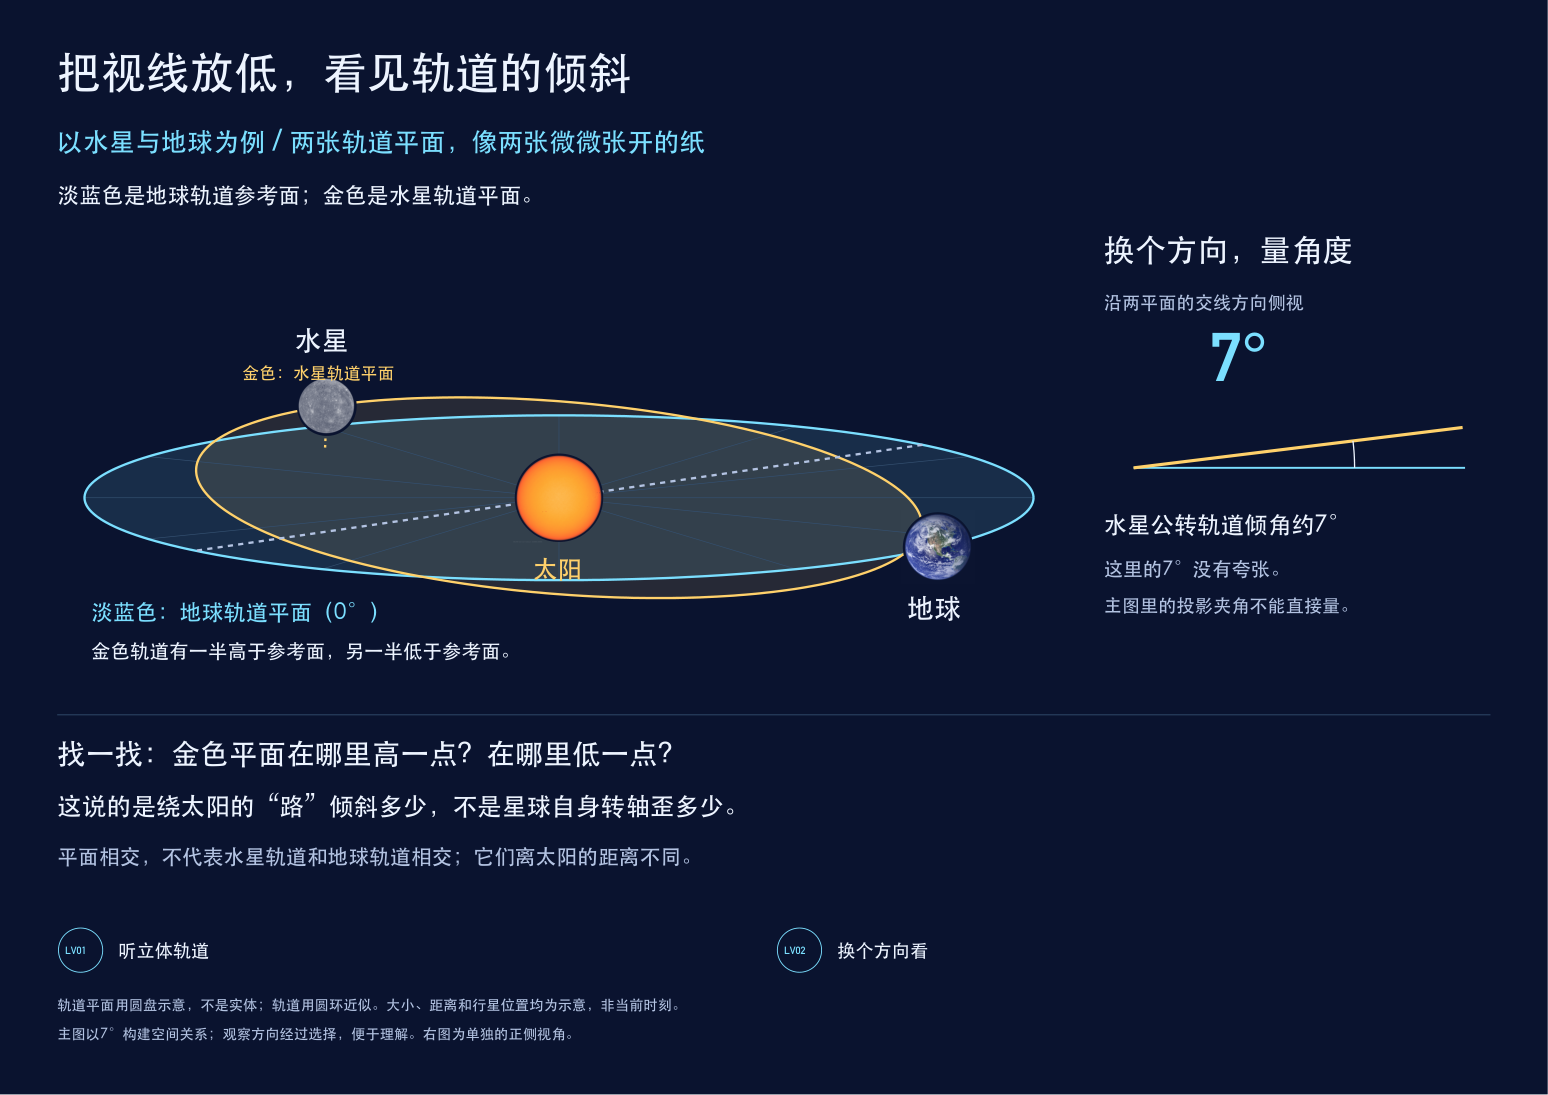 把视线放低，看见轨道的倾斜
以水星与地球为例 / 两张轨道平面，像两张微微张开的纸
淡蓝色是地球轨道参考面；金色是水星轨道平面。
换个方向，量角度
沿两平面的交线方向侧视
7°
水星
金色：水星轨道平面
太阳
地球
水星公转轨道倾角约7°
这里的7°没有夸张。
主图里的投影夹角不能直接量。
淡蓝色：地球轨道平面（0°）
金色轨道有一半高于参考面，另一半低于参考面。
找一找：金色平面在哪里高一点？在哪里低一点？
这说的是绕太阳的“路”倾斜多少，不是星球自身转轴歪多少。
平面相交，不代表水星轨道和地球轨道相交；它们离太阳的距离不同。
LV01 听立体轨道
LV02 换个方向看
轨道平面用圆盘示意，不是实体；轨道用圆环近似。大小、距离和行星位置均为示意，非当前时刻。
主图以7°构建空间关系；观察方向经过选择，便于理解。右图为单独的正侧视角。